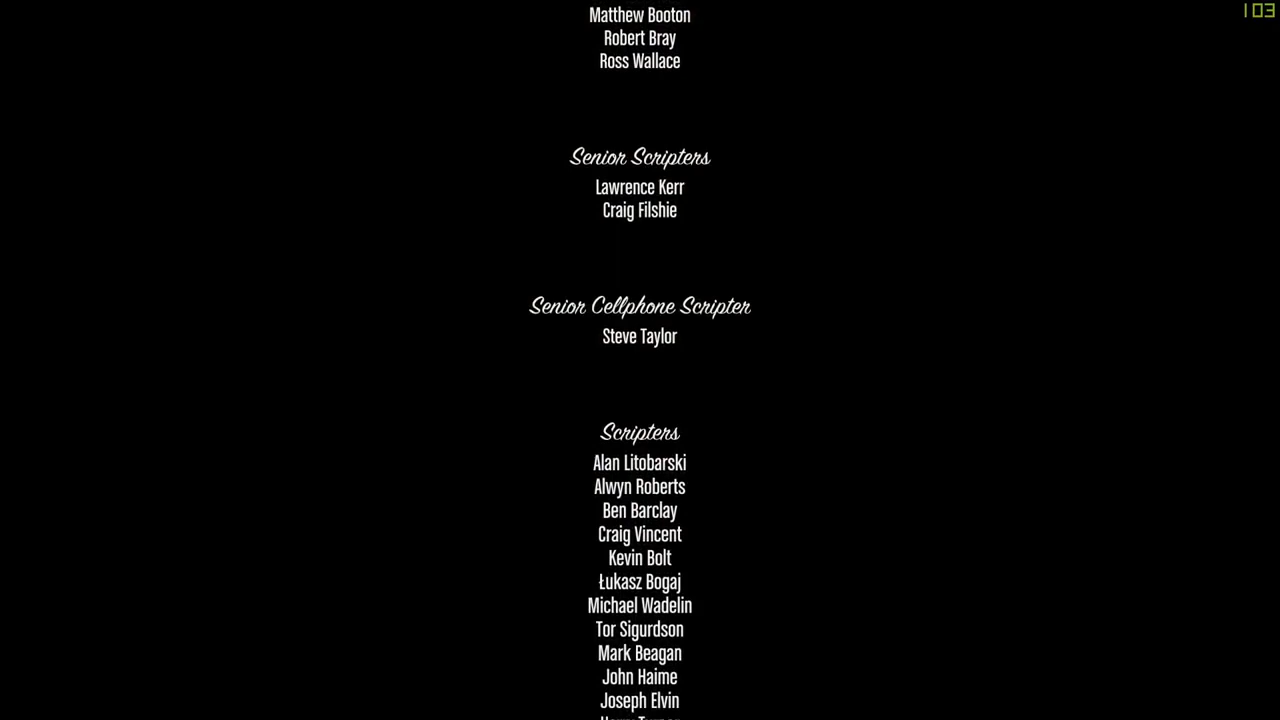 103
Matthew Booton
Robert Bray
Ross Wallace
Senior Scripters
Lawrence Kerr
Craig Filshie
Senior Cellphone Scripter
Steve Taylor
Scripters
Alan Litobarski
Alwyn Roberts
Ben Barclay
Craig Vincent
Kevin Bolt
Łukasz Bogaj
Michael Wadelin
Tor Sigurdson
Mark Beagan
John Haime
Joseph Elvin